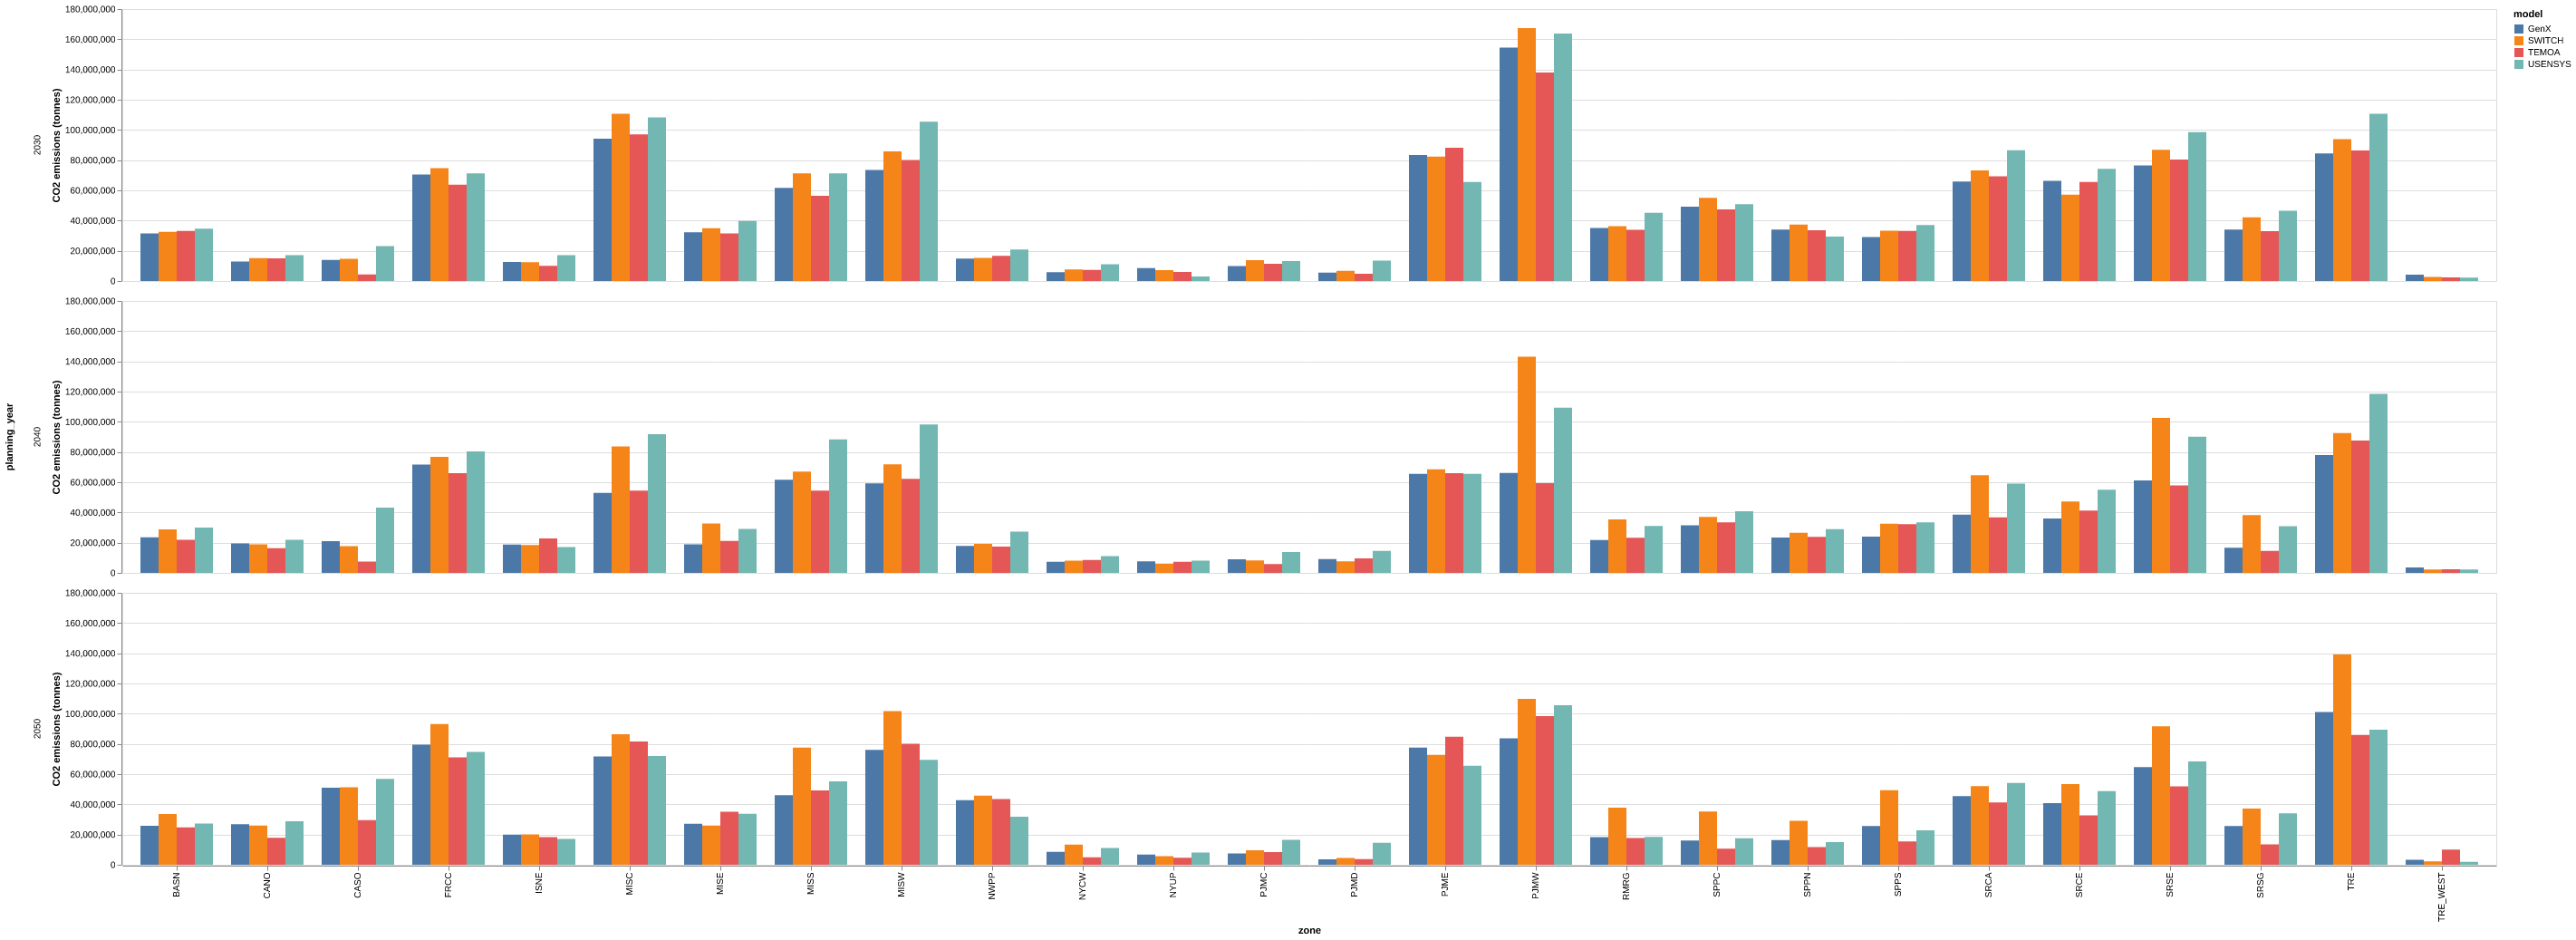 model
GenX
SWITCH
TEMOA
USENSYS
planning_year
2030
CO2 emissions (tonnes)
180,000,000
160,000,000
140,000,000
120,000,000
100,000,000
80,000,000
60,000,000
40,000,000
20,000,000
0
2040
CO2 emissions (tonnes)
180,000,000
160,000,000
140,000,000
120,000,000
100,000,000
80,000,000
60,000,000
40,000,000
20,000,000
0
2050
CO2 emissions (tonnes)
180,000,000
160,000,000
140,000,000
120,000,000
100,000,000
80,000,000
60,000,000
40,000,000
20,000,000
0
BASN
CANO
CASO
FRCC
ISNE
MISC
MISE
MISS
MISW
NWPP
NYCW
NYUP
PJMC
PJMD
PJME
PJMW
RMRG
SPPC
SPPN
SPPS
SRCA
SRCE
SRSE
SRSG
TRE
TRE_WEST
zone